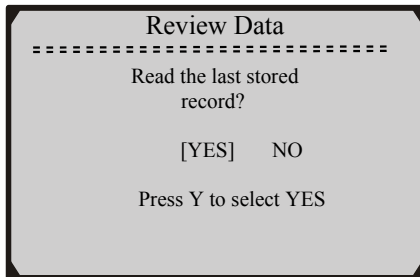 Review Data
Read the last stored
record?
[YES] NO
Press Y to select YES